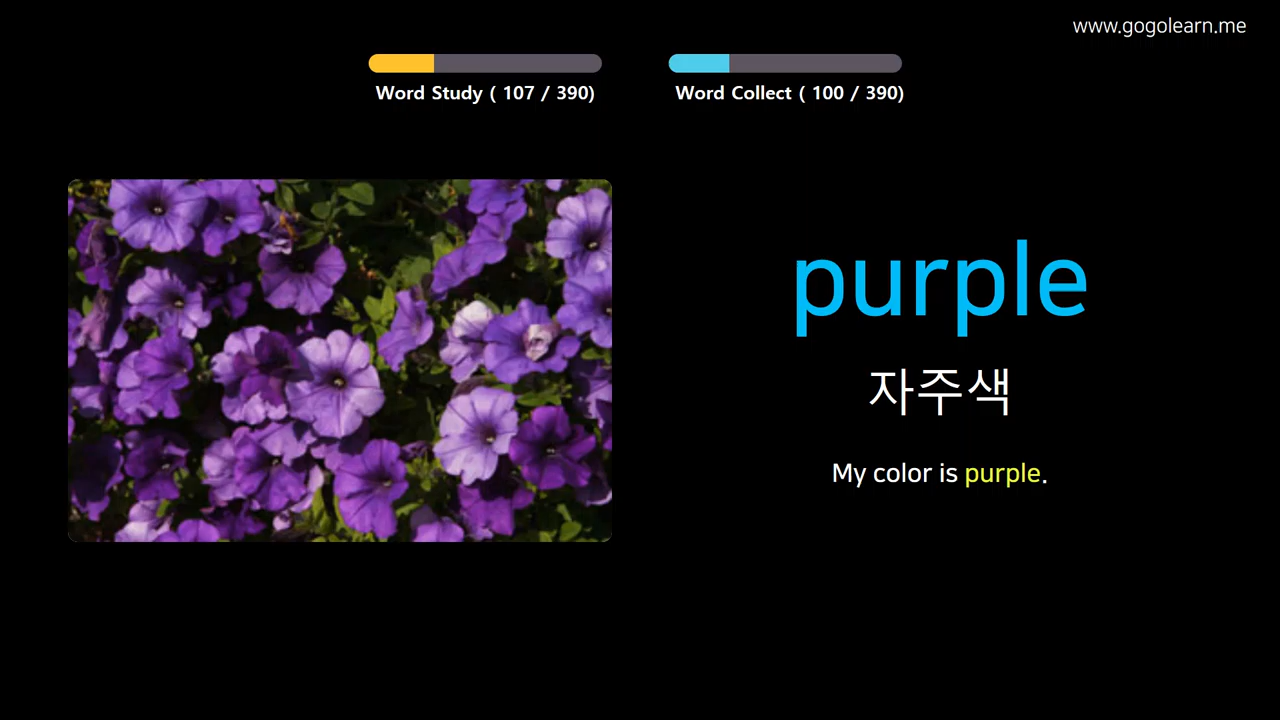 www.gogolearn.me
Word Study ( 107 / 390)
Word Collect ( 100 / 390)
purple
자주색
My color is purple.